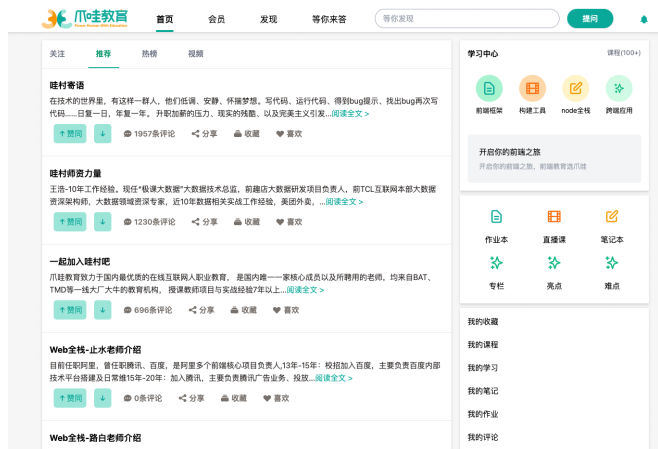 爪哇教育
首页 会员 发现 等你来答 等你发现 提问
关注 推荐 热榜 视频
哇村寄语
在技术的世界里，有这样一群人，他们低调、安静、怀揣梦想。写代码、运行代码、得到bug提示、找出bug再次写
代码……日复一日，年复一年。 升职加薪的压力、现实的残酷、以及完美主义引发...阅读全文 >
↑赞同 ↓ 1957条评论 分享 收藏 喜欢
哇村师资力量
王浩-10年工作经验。现任"极课大数据"大数据技术总监，前趣店大数据研发项目负责人，前TCL互联网本部大数据
资深架构师，大数据领域资深专家，近10年数据相关实战工作经验，美团外卖，...阅读全文 >
↑赞同 ↓ 1230条评论 分享 收藏 喜欢
一起加入哇村吧
爪哇教育致力于国内最优质的在线互联网人职业教育， 是国内唯一一家核心成员以及所聘用的老师，均来自BAT、
TMD等一线大厂大牛的教育机构， 授课教师项目与实战经验7年以上...阅读全文 >
↑赞同 ↓ 696条评论 分享 收藏 喜欢
Web全栈-止水老师介绍
目前任职阿里，曾任职腾讯、百度，是阿里多个前端核心项目负责人,13年-15年：校招加入百度，主要负责百度内部
技术平台搭建及日常维15年-20年：加入腾讯，主要负责腾讯广告业务、投放...阅读全文 >
↑赞同 ↓ 0条评论 分享 收藏 喜欢
Web全栈-路白老师介绍
学习中心 课程(100+)
前端框架 构建工具 node全栈 跨端应用
开启你的前端之旅
开启你的前端之旅，前端教育选爪哇
作业本 直播课 笔记本
专栏 亮点 难点
我的收藏
我的课程
我的学习
我的笔记
我的作业
我的评论